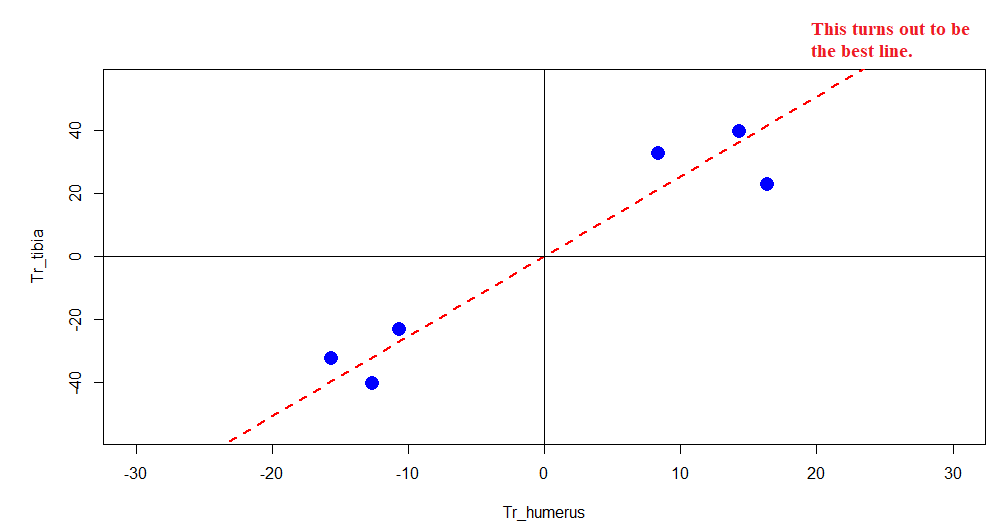 This turns out to be
the best line.
40
20
0
-20
-40
Tr_tibia
-30 -20 -10 0 10 20 30
Tr_humerus